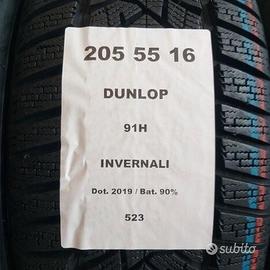 205 55 16
DUNLOP
91H
INVERNALI
Dot. 2019 / Bat. 90%
523
subito